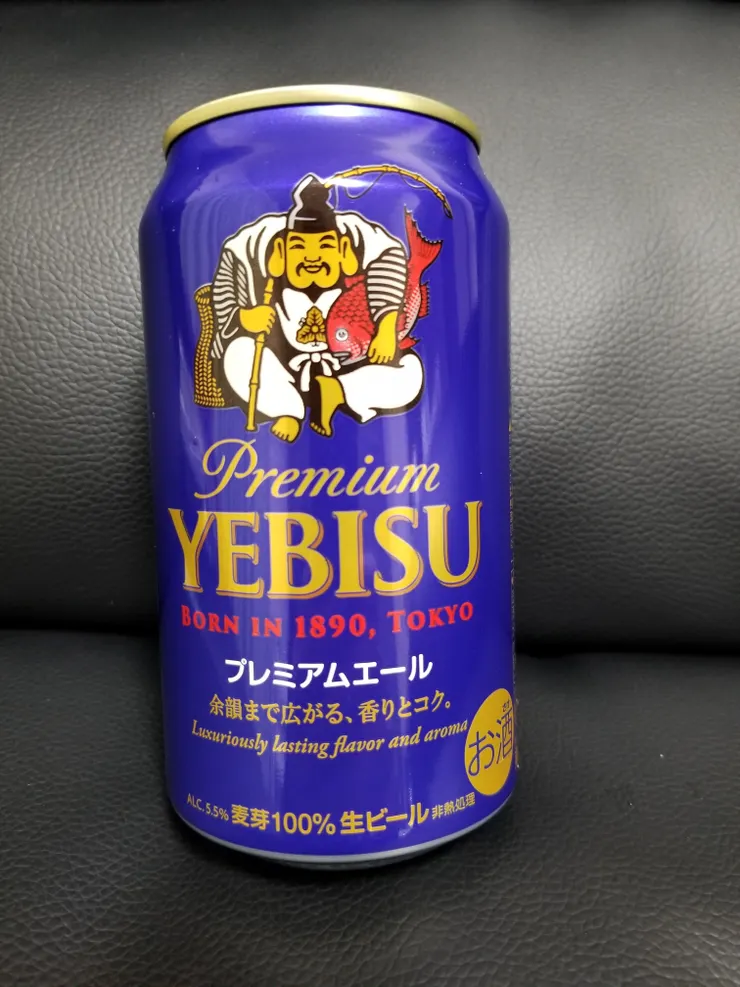 Premium
YEBISU
BORN IN 1890, TOKYO
プレミアムエール
余韻まで広がる、香りとコク。
Luxuriously lasting flavor and aroma
お酒
ALC. 5.5% 麦芽100% 生ビール 非熱処理